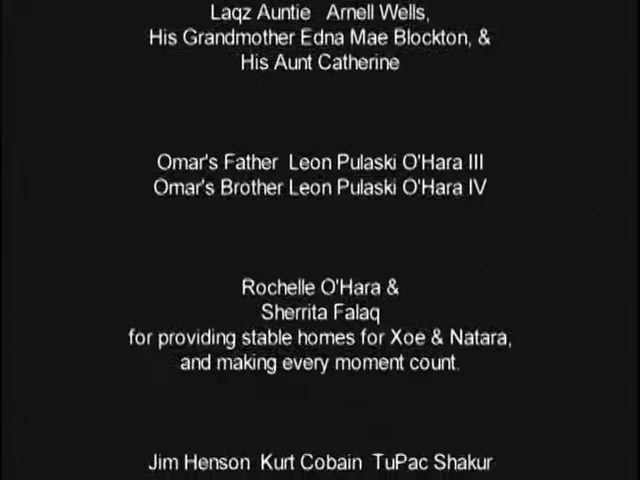 Laqz Auntie Arnell Wells,
His Grandmother Edna Mae Blockton, &
His Aunt Catherine
Omar's Father Leon Pulaski O'Hara III
Omar's Brother Leon Pulaski O'Hara IV
Rochelle O'Hara &
Sherrita Falaq
for providing stable homes for Xoe & Natara,
and making every moment count.
Jim Henson Kurt Cobain TuPac Shakur